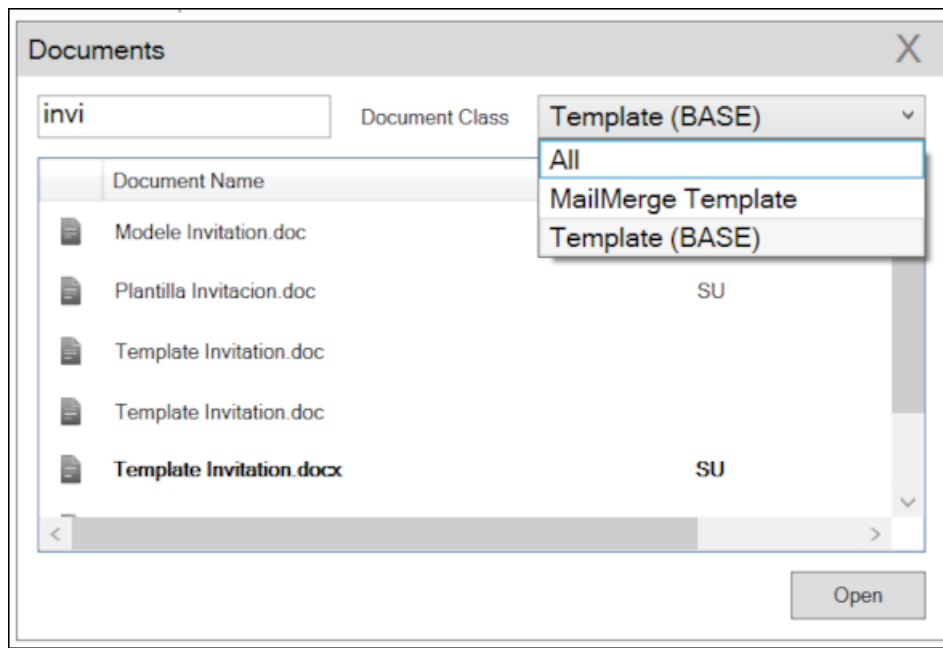 Documents X
invi Document Class Template (BASE)
All
MailMerge Template
Template (BASE)
Document Name
Modele Invitation.doc
Plantilla Invitacion.doc SU
Template Invitation.doc
Template Invitation.doc
Template Invitation.docx SU
Open